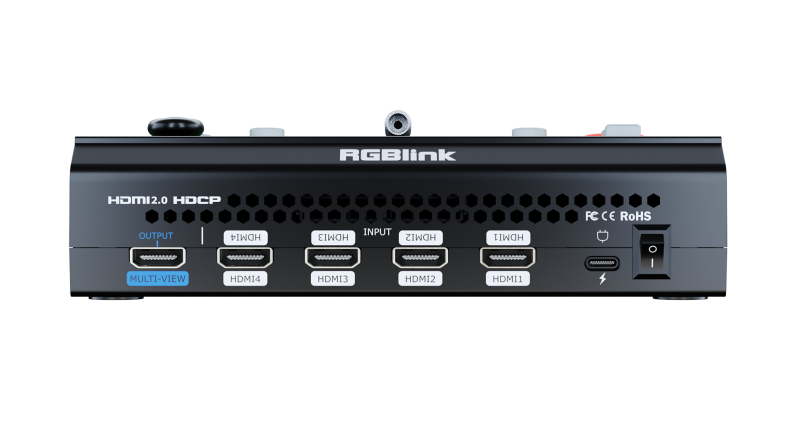 RGBlink
HDMI2.0 HDCP
FC CE RoHS
OUTPUT
INPUT
HDMI4 HDMI3 HDMI2 HDMI1
MULTI-VIEW HDMI4 HDMI3 HDMI2 HDMI1
O
I